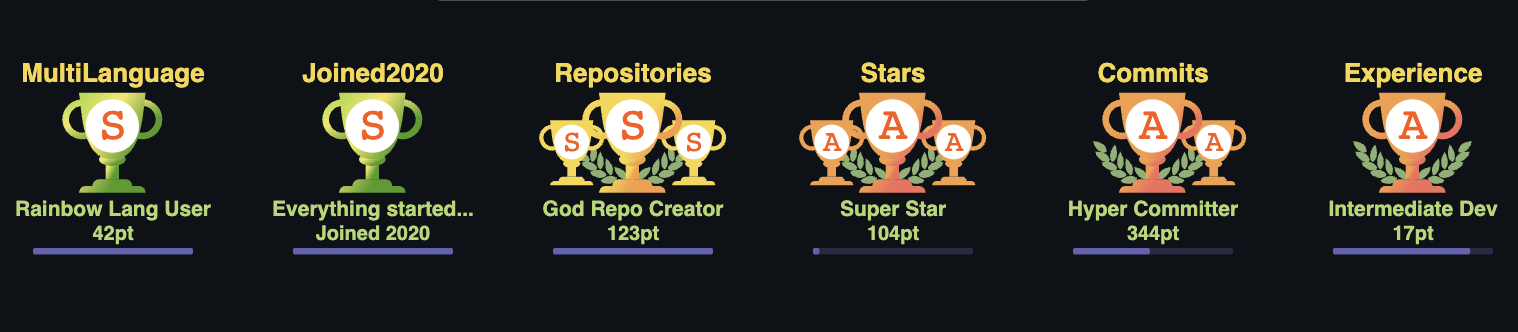 MultiLanguage
S
Rainbow Lang User
42pt
Joined2020
S
Everything started...
Joined 2020
Repositories
S S S
God Repo Creator
123pt
Stars
A A A
Super Star
104pt
Commits
A A
Hyper Committer
344pt
Experience
A
Intermediate Dev
17pt